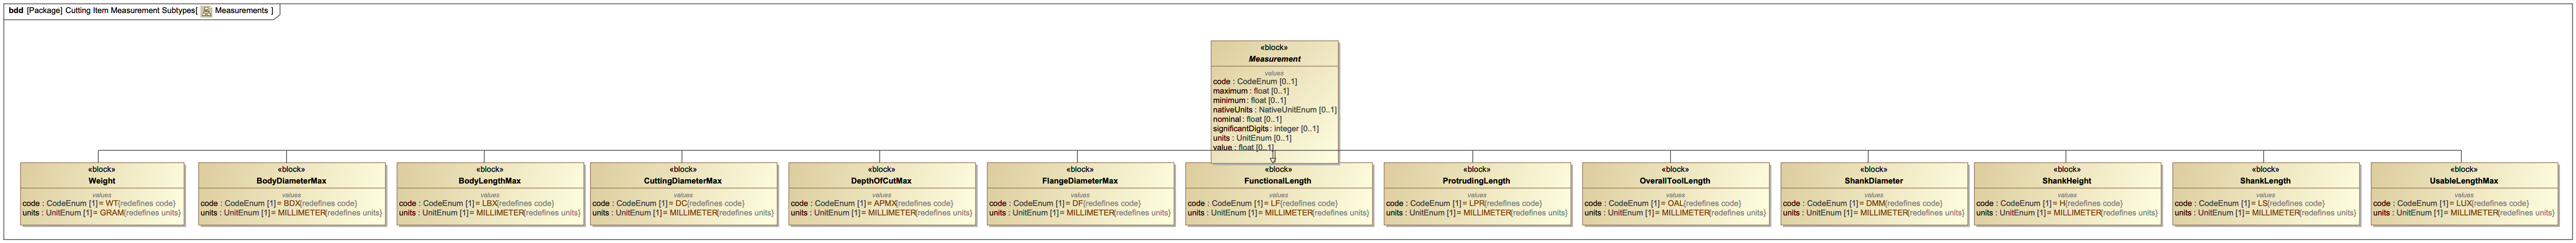 bdd [Package] Cutting Item Measurement Subtypes[ Measurements ]
«block»
Measurement
values
code : CodeEnum [0..1]
maximum : float [0..1]
minimum : float [0..1]
nativeUnits : NativeUnitEnum [0..1]
nominal : float [0..1]
significantDigits : integer [0..1]
units : UnitEnum [0..1]
value : float [0..1]
«block»
Weight
values
code : CodeEnum [1] = WT{redefines code}
units : UnitEnum [1] = GRAM{redefines units}
«block»
BodyDiameterMax
values
code : CodeEnum [1] = BDX{redefines code}
units : UnitEnum [1] = MILLIMETER{redefines units}
«block»
BodyLengthMax
values
code : CodeEnum [1] = LBX{redefines code}
units : UnitEnum [1] = MILLIMETER{redefines units}
«block»
CuttingDiameterMax
values
code : CodeEnum [1] = DC{redefines code}
units : UnitEnum [1] = MILLIMETER{redefines units}
«block»
DepthOfCutMax
values
code : CodeEnum [1] = APMX{redefines code}
units : UnitEnum [1] = MILLIMETER{redefines units}
«block»
FlangeDiameterMax
values
code : CodeEnum [1] = DF{redefines code}
units : UnitEnum [1] = MILLIMETER{redefines units}
«block»
FunctionalLength
values
code : CodeEnum [1] = LF{redefines code}
units : UnitEnum [1] = MILLIMETER{redefines units}
«block»
ProtrudingLength
values
code : CodeEnum [1] = LPR{redefines code}
units : UnitEnum [1] = MILLIMETER{redefines units}
«block»
OverallToolLength
values
code : CodeEnum [1] = OAL{redefines code}
units : UnitEnum [1] = MILLIMETER{redefines units}
«block»
ShankDiameter
values
code : CodeEnum [1] = DMM{redefines code}
units : UnitEnum [1] = MILLIMETER{redefines units}
«block»
ShankHeight
values
code : CodeEnum [1] = H{redefines code}
units : UnitEnum [1] = MILLIMETER{redefines units}
«block»
ShankLength
values
code : CodeEnum [1] = LS{redefines code}
units : UnitEnum [1] = MILLIMETER{redefines units}
«block»
UsableLengthMax
values
code : CodeEnum [1] = LUX{redefines code}
units : UnitEnum [1] = MILLIMETER{redefines units}